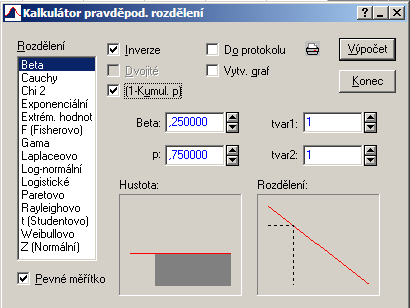 Kalkulátor pravděpod. rozdělení
Rozdělení
Beta
Cauchy
Chi 2
Exponenciální
Extrém. hodnot
F (Fisherovo)
Gama
Laplaceovo
Log-normální
Logistické
Paretovo
Rayleighovo
t (Studentovo)
Weibullovo
Z (Normální)
Pevné měřítko
Inverze
Dvojité
(1-Kumul. p)
Do protokolu
Vytv. graf
Výpočet
Konec
Beta: ,250000
tvar1: 1
p: ,750000
tvar2: 1
Hustota:
Rozdělení: